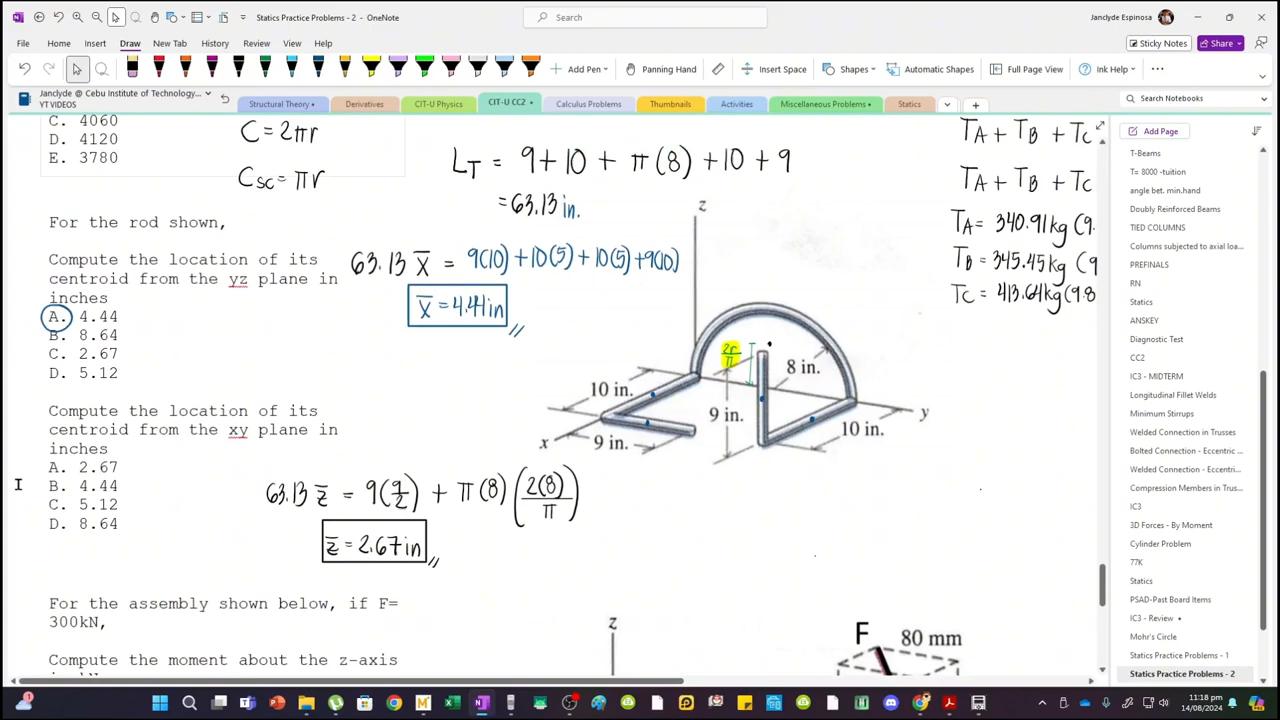 Statics Practice Problems - 2 - OneNote
Search
Janclyde Espinosa
File Home Insert Draw New Tab History Review View Help
Sticky Notes Share
Add Pen Panning Hand Insert Space Shapes Automatic Shapes Full Page View Ink Help
Janclyde @ Cebu Institute of Technology...
YT VIDEOS
Structural Theory Derivatives CIT-U Physics CIT-U CC2 Calculus Problems Thumbnails Activities Miscellaneous Problems Statics
Search Notebooks
Add Page
C. 4060
D. 4120
E. 3780
C = 2πr
Csc = πr
LT = 9 + 10 + π(8) + 10 + 9
= 63.13 in.
TA + TB + TC
TA + TB + TC
TA = 340.91 kg (9.
TB = 345.45 kg (9
TC = 413.64 kg (9.8
For the rod shown,
Compute the location of its
centroid from the yz plane in
inches
A. 4.44
B. 8.64
C. 2.67
D. 5.12
63.13 x̅ = 9(10) + 10(5) + 10(5) + 9(10)
x̅ = 4.44 in
z
2r/π
8 in.
10 in.
9 in.
y
x
9 in.
10 in.
Compute the location of its
centroid from the xy plane in
inches
A. 2.67
B. 4.44
C. 5.12
D. 8.64
63.13 z̅ = 9(9/2) + π(8)(2(8)/π)
z̅ = 2.67 in
For the assembly shown below, if F=
300kN,
Compute the moment about the z-axis
z
F
80 mm
T-Beams
T= 8000 -tuition
angle bet. min.hand
Doubly Reinforced Beams
TIED COLUMNS
Columns subjected to axial loa...
PREFINALS
RN
Statics
ANSKEY
Diagnostic Test
CC2
IC3 - MIDTERM
Longitudinal Fillet Welds
Minimum Stirrups
Welded Connection in Trusses
Bolted Connection - Eccentri...
Welded Connection - Eccentr...
Compression Members in Trus...
IC3
3D Forces - By Moment
Cylinder Problem
77K
Statics
PSAD-Past Board Items
IC3 - Review
Mohr's Circle
Statics Practice Problems - 1
Statics Practice Problems - 2
11:18 pm
14/08/2024